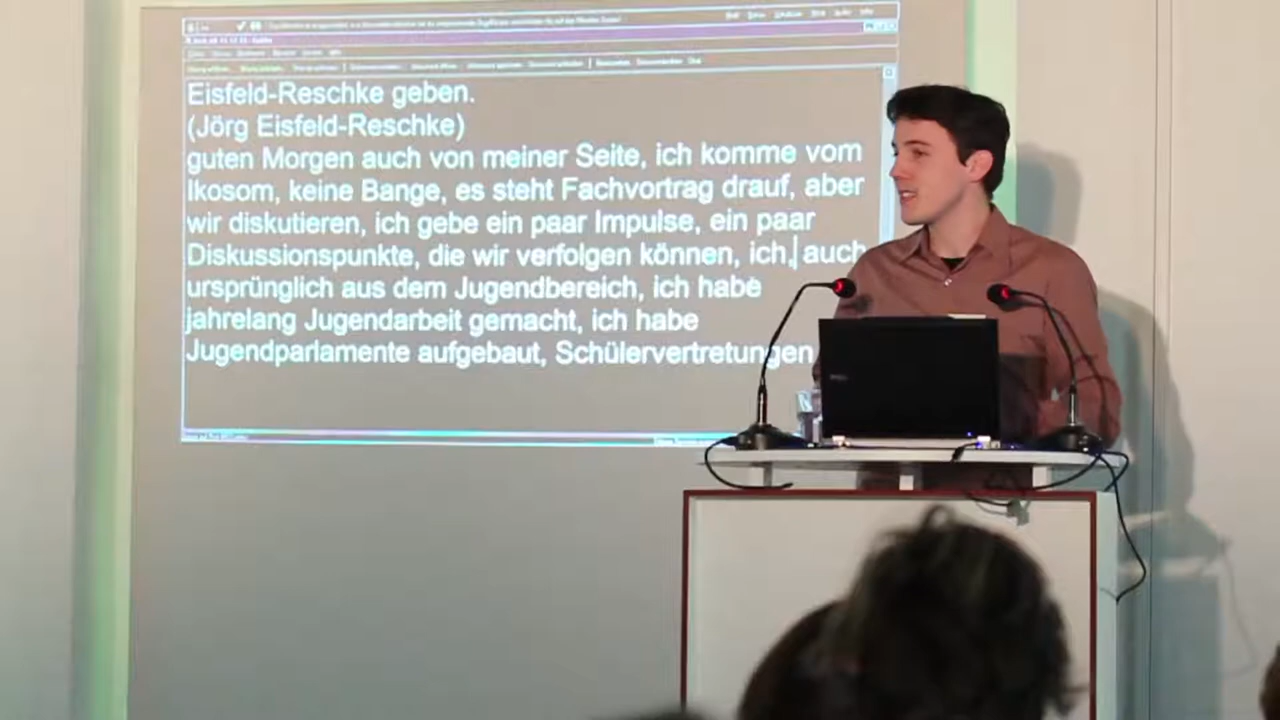 Eisfeld-Reschke geben.
(Jörg Eisfeld-Reschke)
guten Morgen auch von meiner Seite, ich komme vom
Ikosom, keine Bange, es steht Fachvortrag drauf, aber
wir diskutieren, ich gebe ein paar Impulse, ein paar
Diskussionspunkte, die wir verfolgen können, ich, auch
ursprünglich aus dem Jugendbereich, ich habe
jahrelang Jugendarbeit gemacht, ich habe
Jugendparlamente aufgebaut, Schülervertretungen